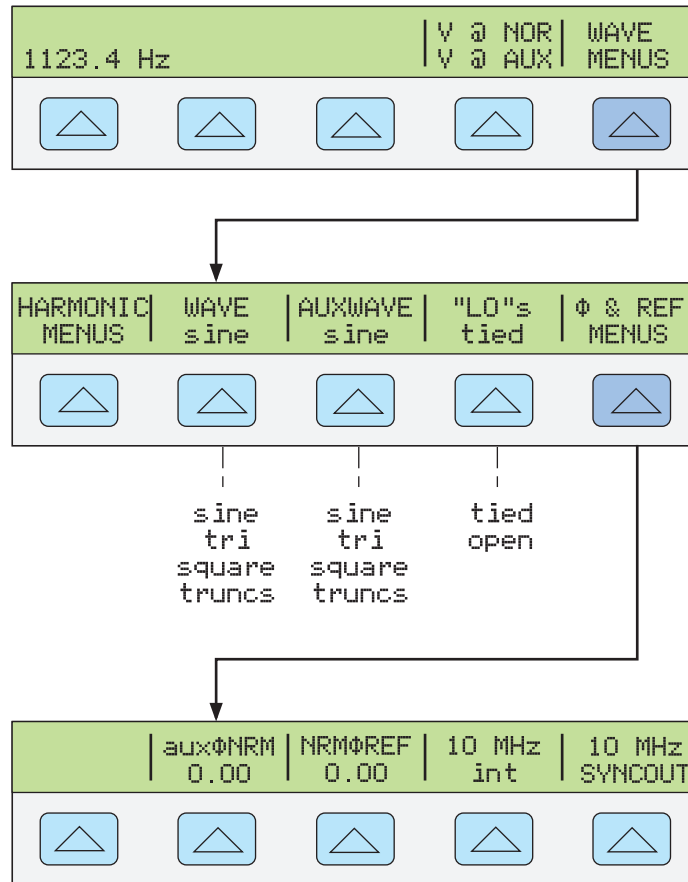 V @ NOR | WAVE
1123.4 Hz V @ AUX | MENUS
HARMONIC | WAVE | AUXWAVE | "LO"s | Φ & REF
MENUS | sine | sine | tied | MENUS
sine sine tied
tri tri open
square square
truncs truncs
auxΦNRM | NRMΦREF | 10 MHz | 10 MHz
0.00 | 0.00 | int | SYNCOUT